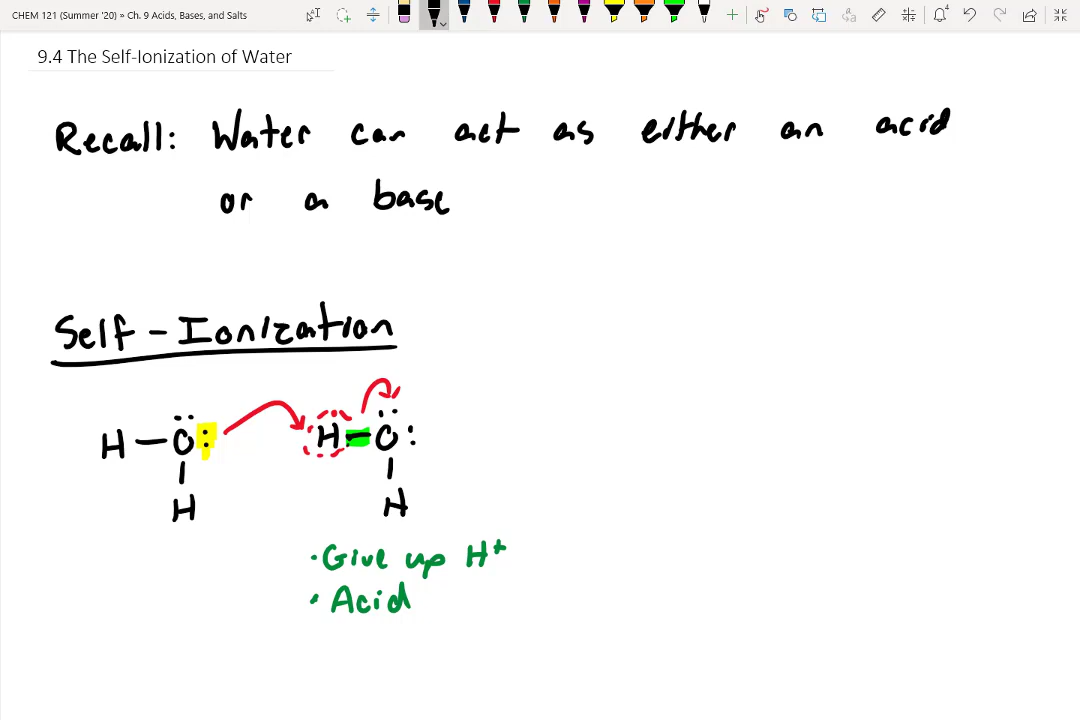 CHEM 121 (Summer '20) » Ch. 9 Acids, Bases, and Salts
9.4 The Self-Ionization of Water
Recall: Water can act as either an acid
or a base
Self-Ionization
H—O: H—O:
H H
·Give up H+
·Acid